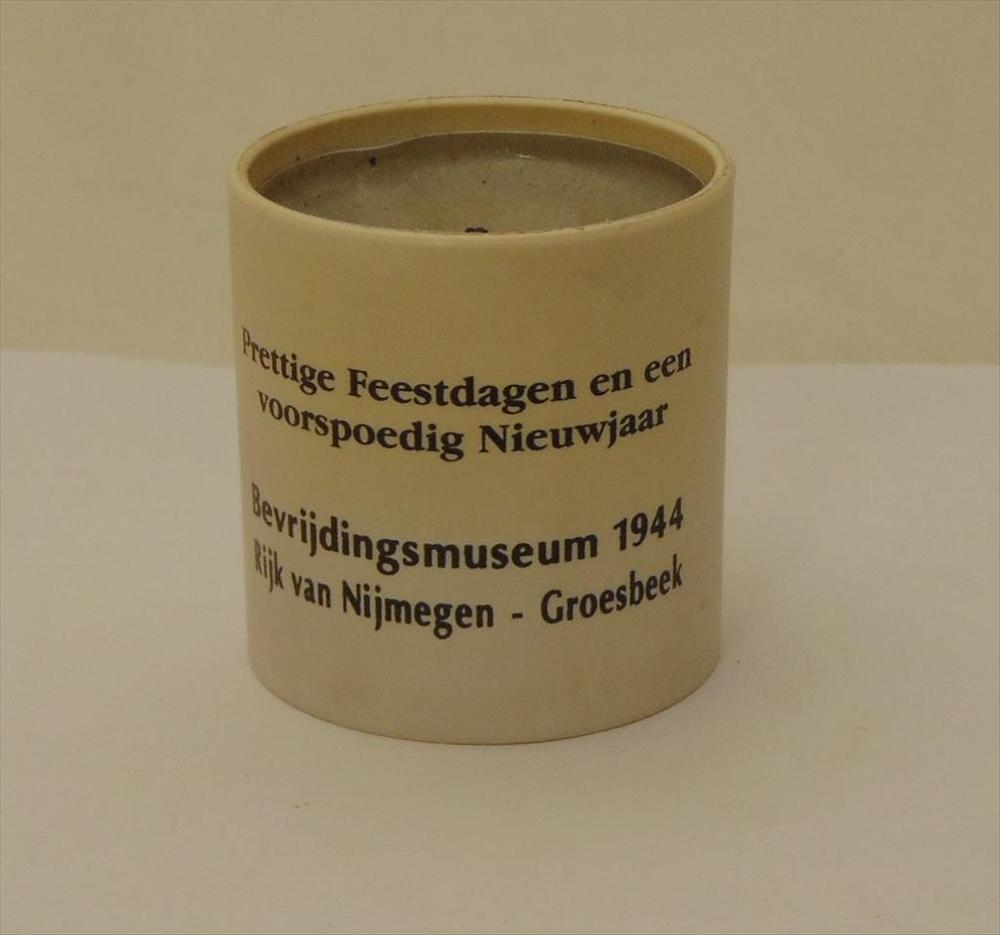 Prettige Feestdagen en een
voorspoedig Nieuwjaar
Bevrijdingsmuseum 1944
Rijk van Nijmegen - Groesbeek